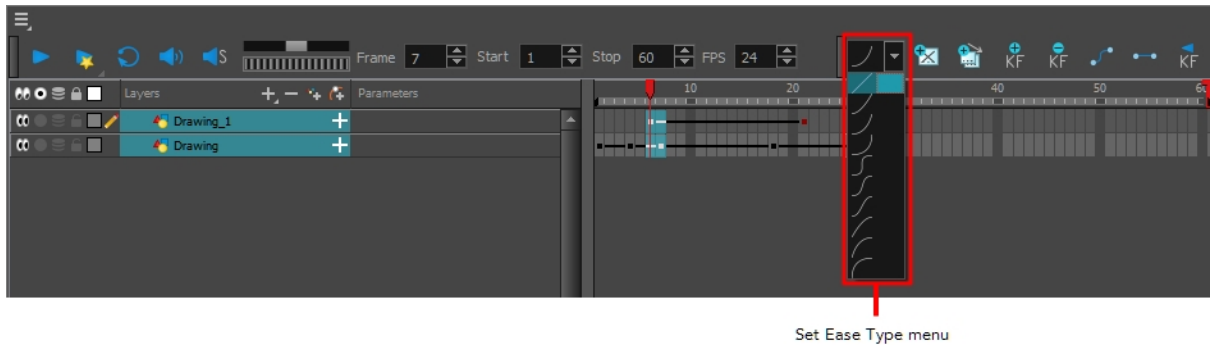 S Frame 7 Start 1 Stop 60 FPS 24 KF KF KF
Layers Parameters 10 20 40 50 60
Drawing_1
Drawing
Set Ease Type menu